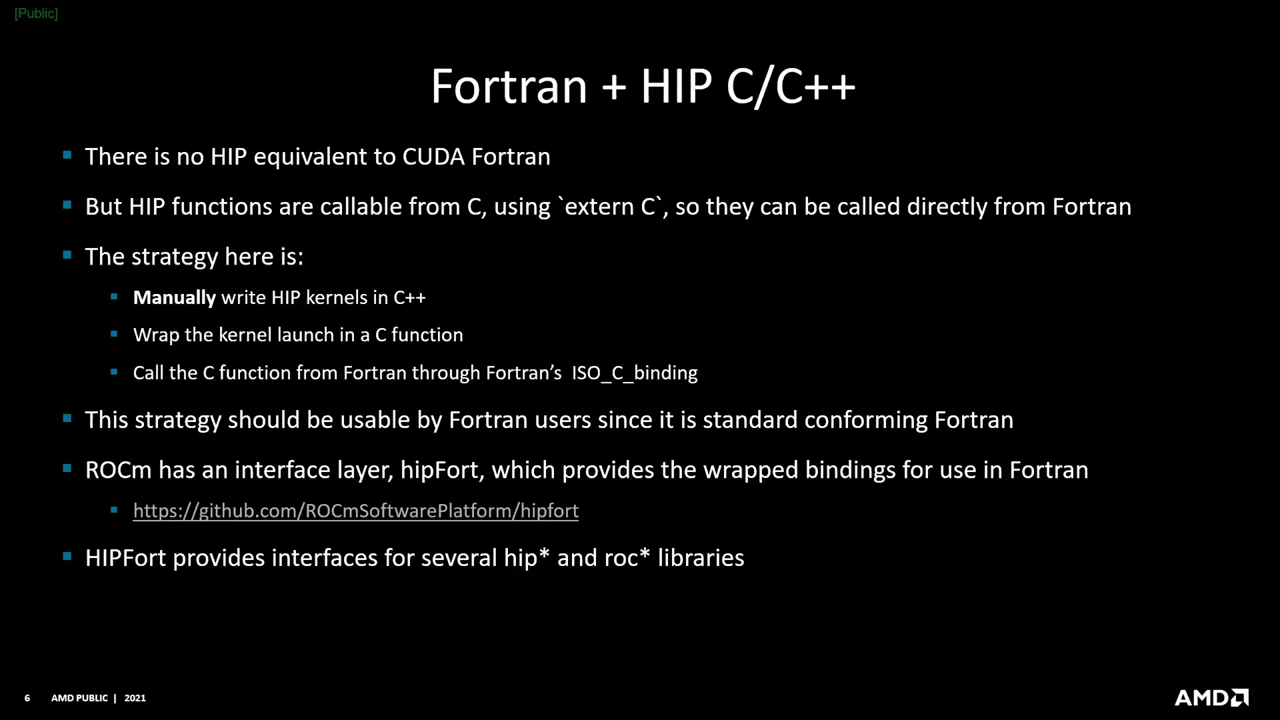 [Public]
Fortran + HIP C/C++
There is no HIP equivalent to CUDA Fortran
But HIP functions are callable from C, using `extern C`, so they can be called directly from Fortran
The strategy here is:
Manually write HIP kernels in C++
Wrap the kernel launch in a C function
Call the C function from Fortran through Fortran’s  ISO_C_binding
This strategy should be usable by Fortran users since it is standard conforming Fortran
ROCm has an interface layer, hipFort, which provides the wrapped bindings for use in Fortran
https://github.com/ROCmSoftwarePlatform/hipfort
HIPFort provides interfaces for several hip* and roc* libraries
6 AMD PUBLIC | 2021
AMD